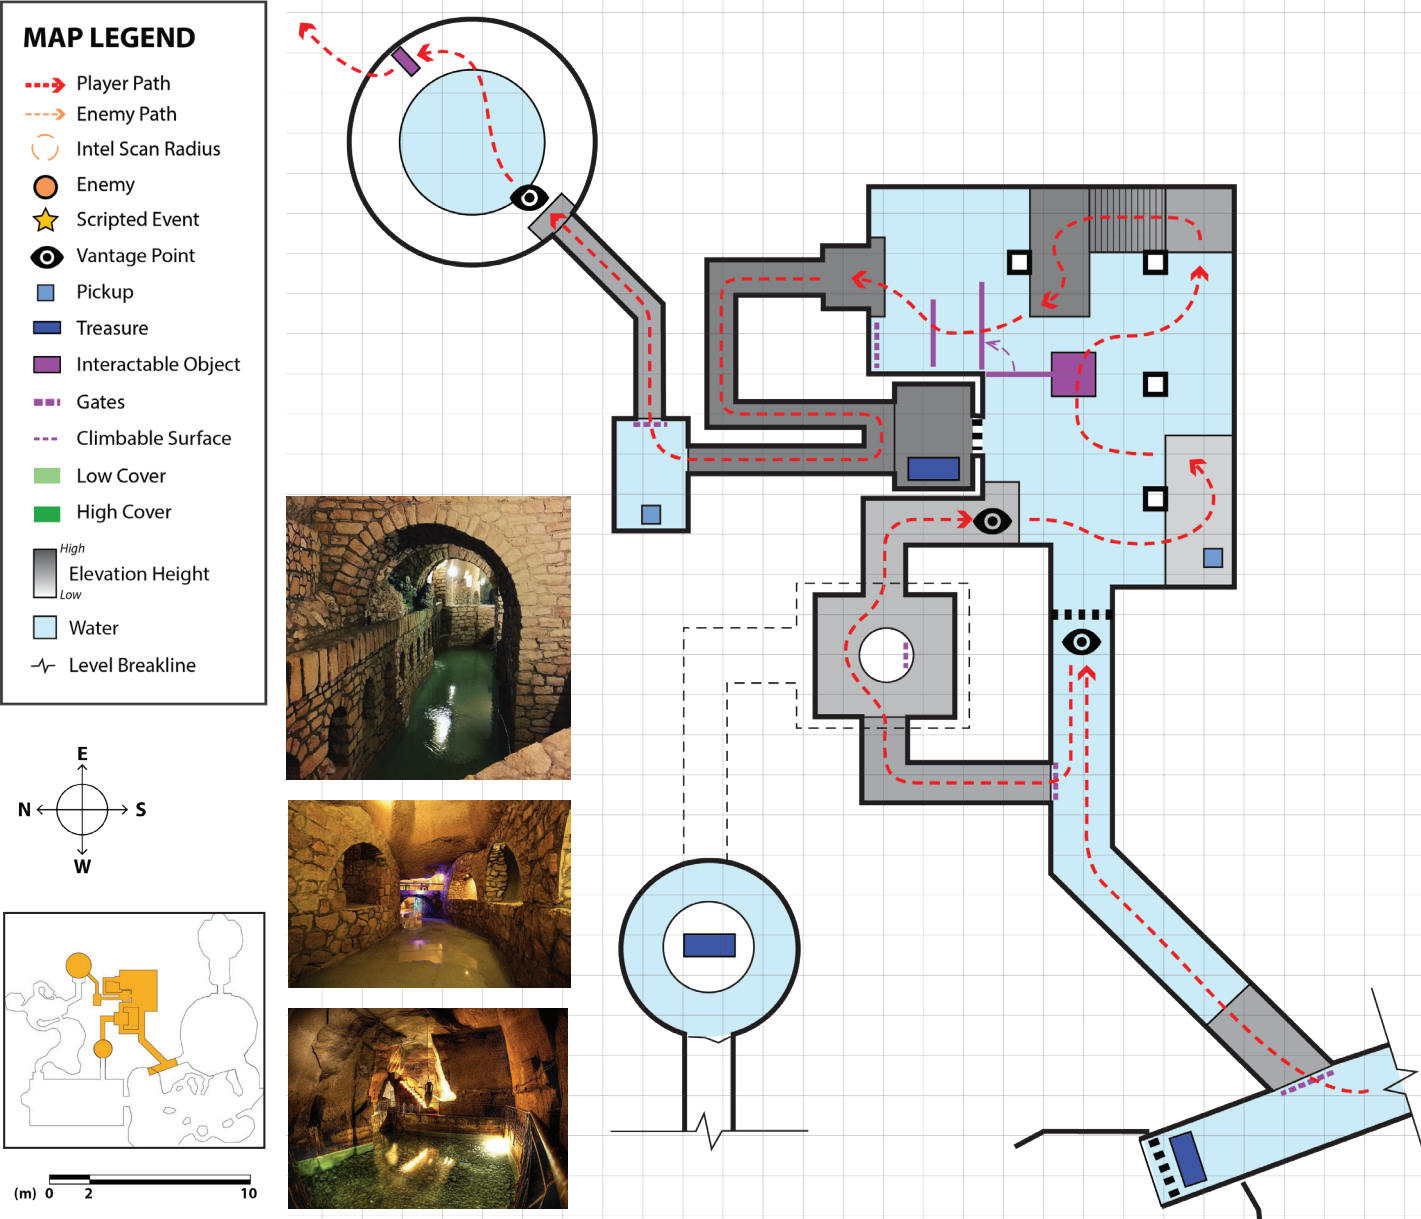 MAP LEGEND
Player Path
Enemy Path
Intel Scan Radius
Enemy
Scripted Event
Vantage Point
Pickup
Treasure
Interactable Object
Gates
Climbable Surface
Low Cover
High Cover
High
Elevation Height
Low
Water
Level Breakline
E
N S
W
(m) 0 2 10